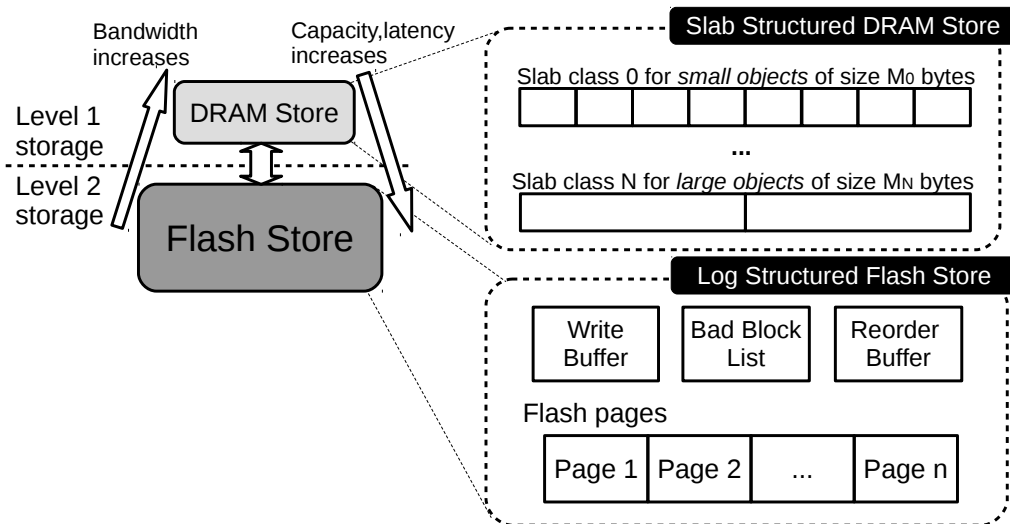 Bandwidth
increases
Capacity,latency
increases
DRAM Store
Level 1
storage
Level 2
storage
Flash Store
Slab Structured DRAM Store
Slab class 0 for small objects of size M0 bytes
...
Slab class N for large objects of size MN bytes
Log Structured Flash Store
Write
Buffer
Bad Block
List
Reorder
Buffer
Flash pages
Page 1
Page 2
...
Page n